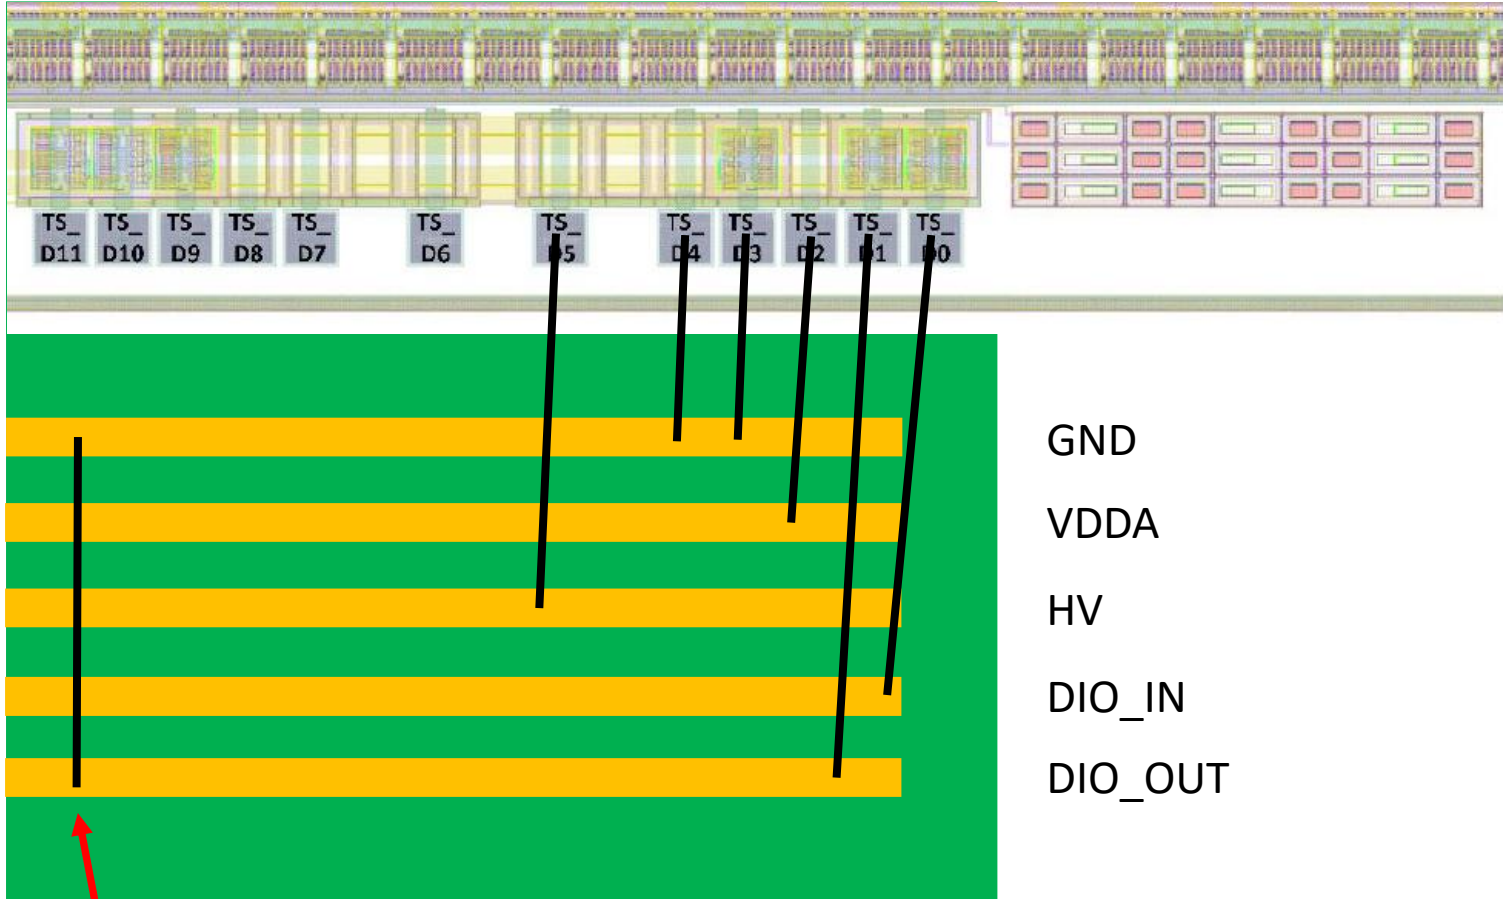 TS_ TS_ TS_ TS_ TS_ TS_ TS_ TS_ TS_ TS_ TS_ TS_
D11 D10 D9 D8 D7 D6 D5 D4 D3 D2 D1 D0
GND
VDDA
HV
DIO_IN
DIO_OUT